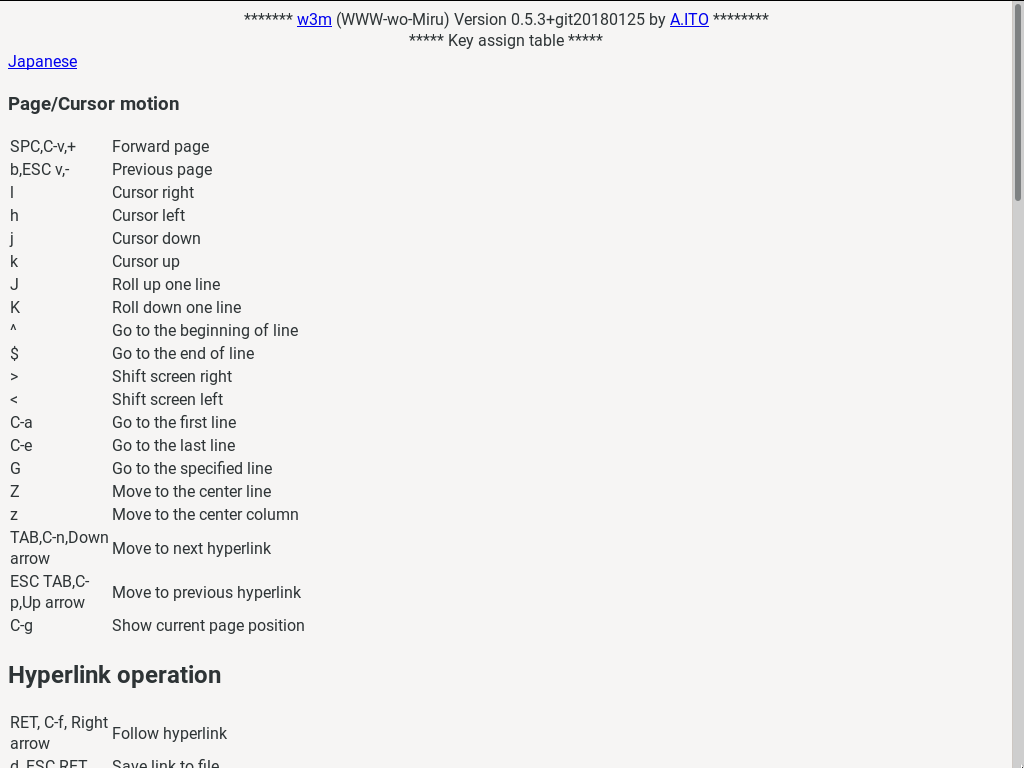 ******* w3m (WWW-wo-Miru) Version 0.5.3+git20180125 by A.ITO ********
***** Key assign table *****
Japanese
Page/Cursor motion
SPC,C-v,+ Forward page
b,ESC v,- Previous page
l Cursor right
h Cursor left
j Cursor down
k Cursor up
J Roll up one line
K Roll down one line
^ Go to the beginning of line
$ Go to the end of line
> Shift screen right
< Shift screen left
C-a Go to the first line
C-e Go to the last line
G Go to the specified line
Z Move to the center line
z Move to the center column
TAB,C-n,Down
arrow Move to next hyperlink
ESC TAB,C-
p,Up arrow Move to previous hyperlink
C-g Show current page position
Hyperlink operation
RET, C-f, Right
arrow Follow hyperlink
d, ESC RET Save link to file